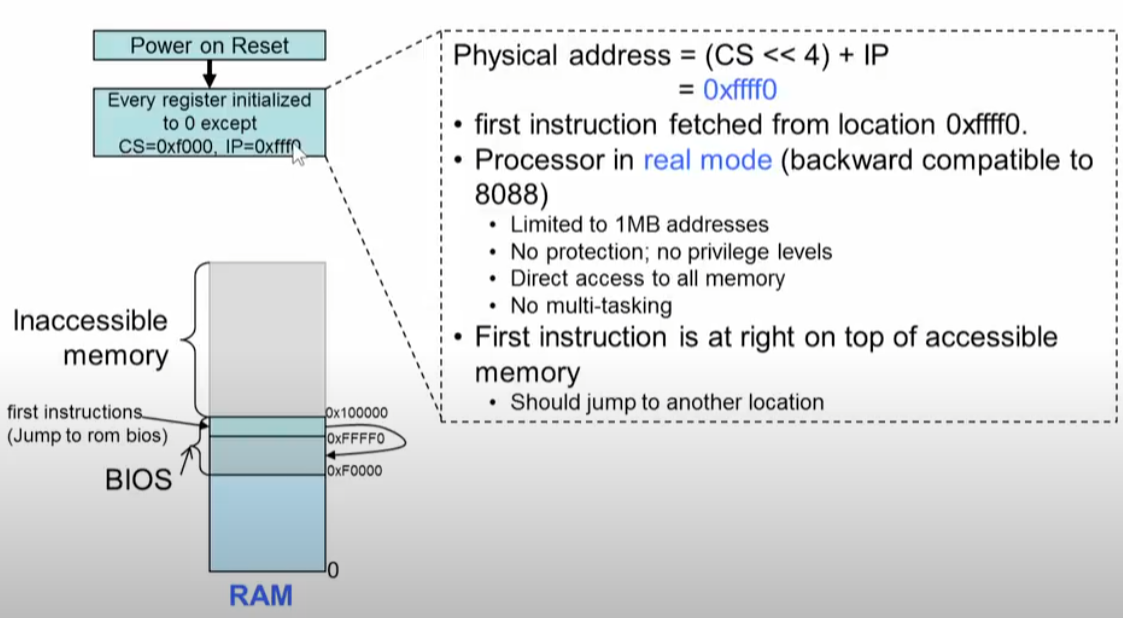 Power on Reset
Every register initialized
to 0 except
CS=0xf000, IP=0xfff0
Physical address = (CS << 4) + IP
= 0xffff0
• first instruction fetched from location 0xffff0.
• Processor in real mode (backward compatible to
8088)
• Limited to 1MB addresses
• No protection; no privilege levels
• Direct access to all memory
• No multi-tasking
• First instruction is at right on top of accessible
memory
• Should jump to another location
Inaccessible
memory
first instructions
(Jump to rom bios)
BIOS
0x100000
0xFFFF0
0xF0000
0
RAM